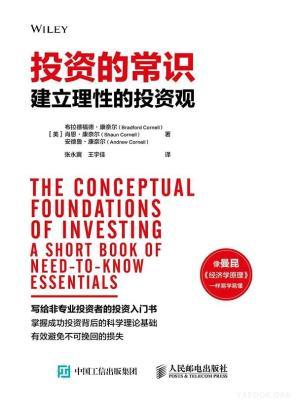 WILEY
投资的常识
建立理性的投资观
布拉德福德·康奈尔（Bradford Cornell）
[美] 肖恩·康奈尔（Shaun Cornell） 著
安德鲁·康奈尔（Andrew Cornell）
张永冀 王宇佳 译
THE CONCEPTUAL
FOUNDATIONS
OF INVESTING
A SHORT BOOK OF
NEED-TO-KNOW
ESSENTIALS
像曼昆
《经济学原理》
一样易学易懂
写给非专业投资者的投资入门书
掌握成功投资背后的科学理论基础
有效避免不可挽回的损失
中国工信出版集团
人民邮电出版社